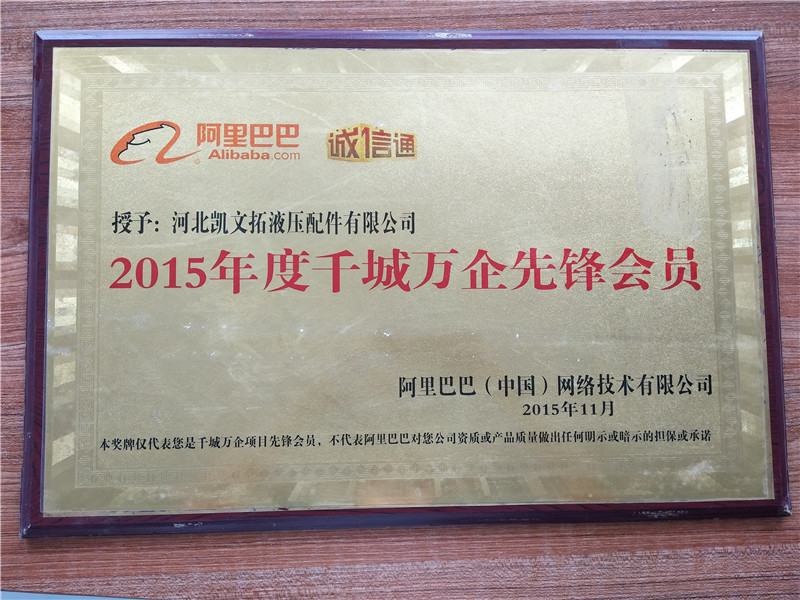 阿里巴巴
Alibaba.com
诚信通
授予：河北凯文拓液压配件有限公司
2015年度千城万企先锋会员
阿里巴巴（中国）网络技术有限公司
2015年11月
本奖牌仅代表您是千城万企项目先锋会员，不代表阿里巴巴对您公司资质或产品质量做出任何明示或暗示的担保或承诺